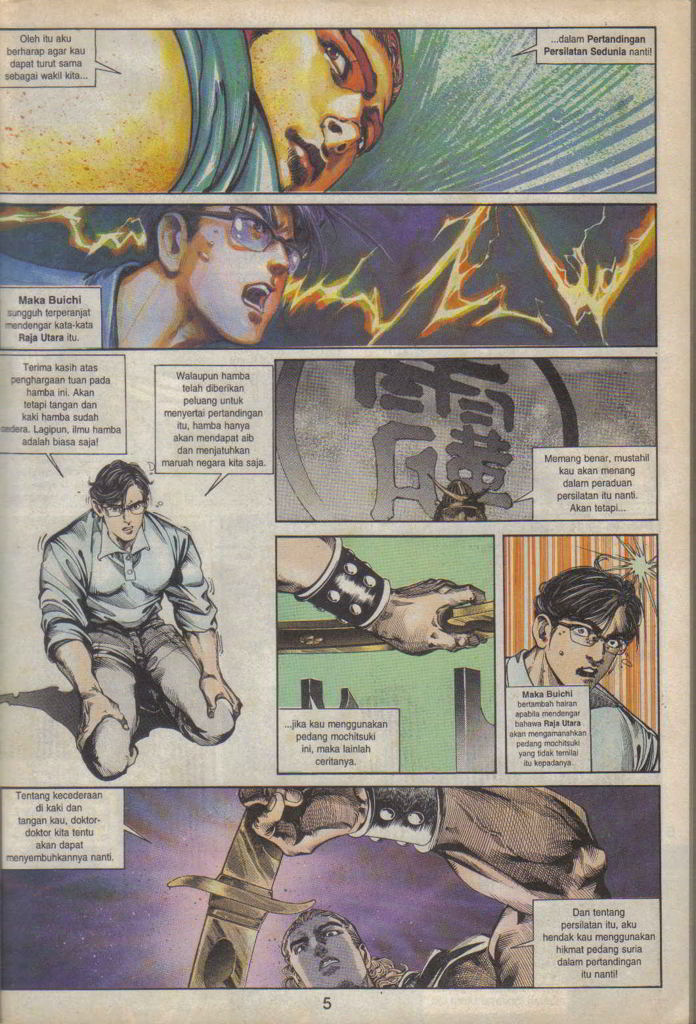 Oleh itu aku
berharap agar kau
dapat turut sama
sebagai wakil kita...
...dalam Pertandingan
Persilatan Sedunia nanti!
Maka Buichi
sungguh terperanjat
mendengar kata-kata
Raja Utara itu.
Terima kasih atas
penghargaan tuan pada
hamba ini. Akan
tetapi tangan dan
kaki hamba sudah
cedera. Lagipun, ilmu hamba
adalah biasa saja!
Walaupun hamba
telah diberikan
peluang untuk
menyertai pertandingan
itu, hamba hanya
akan mendapat aib
dan menjatuhkan
maruah negara kita saja.
Memang benar, mustahil
kau akan menang
dalam peraduan
persilatan itu nanti.
Akan tetapi...
...jika kau menggunakan
pedang mochitsuki
ini, maka lainlah
ceritanya.
Maka Buichi
bertambah hairan
apabila mendengar
bahawa Raja Utara
akan mengamanahkan
pedang mochitsuki
yang tidak ternilai
itu kepadanya.
Tentang kecederaan
di kaki dan
tangan kau, doktor-
doktor kita tentu
akan dapat
menyembuhkannya nanti.
Dan tentang
persilatan itu, aku
hendak kau menggunakan
hikmat pedang suria
dalam pertandingan
itu nanti!
5